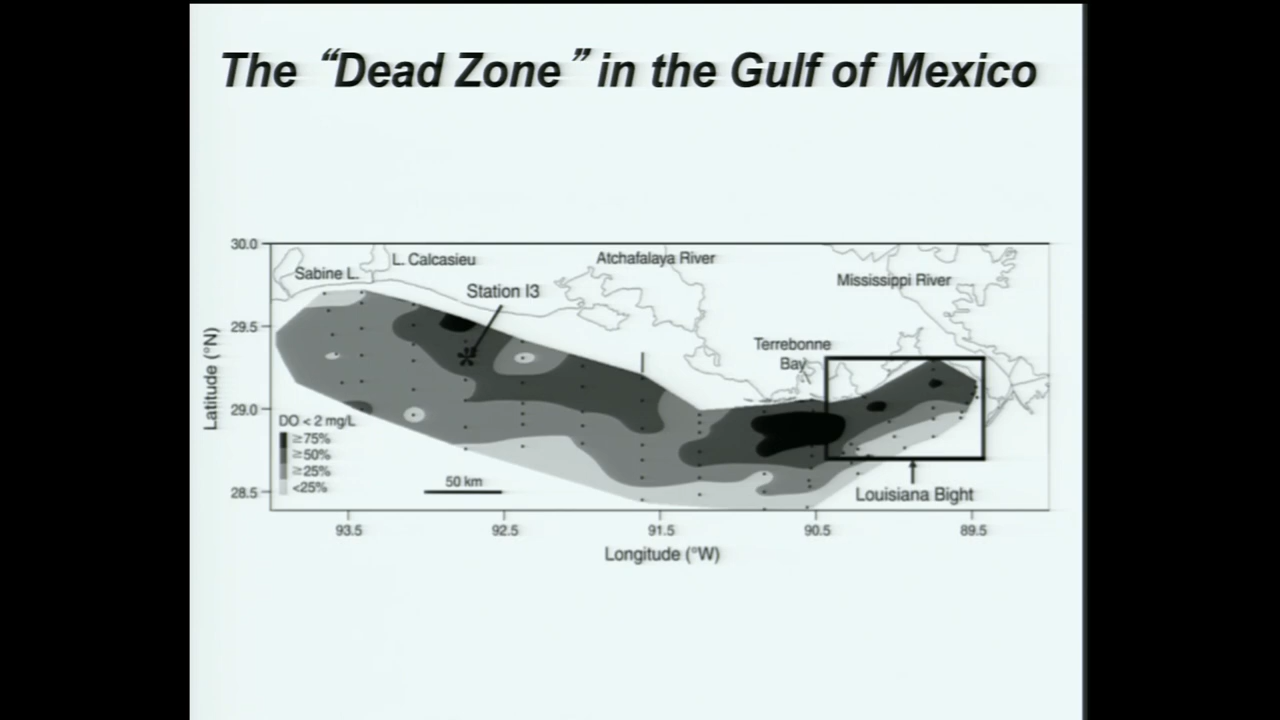 The “Dead Zone” in the Gulf of Mexico
30.0
L. Calcasieu
Atchafalaya River
Sabine L.
Mississippi River
Station I3
29.5
Terrebonne
Bay
Latitude (°N)
29.0
DO < 2 mg/L
≥75%
≥50%
≥25%
<25%
50 km
28.5
Louisiana Bight
93.5 92.5 91.5 90.5 89.5
Longitude (°W)